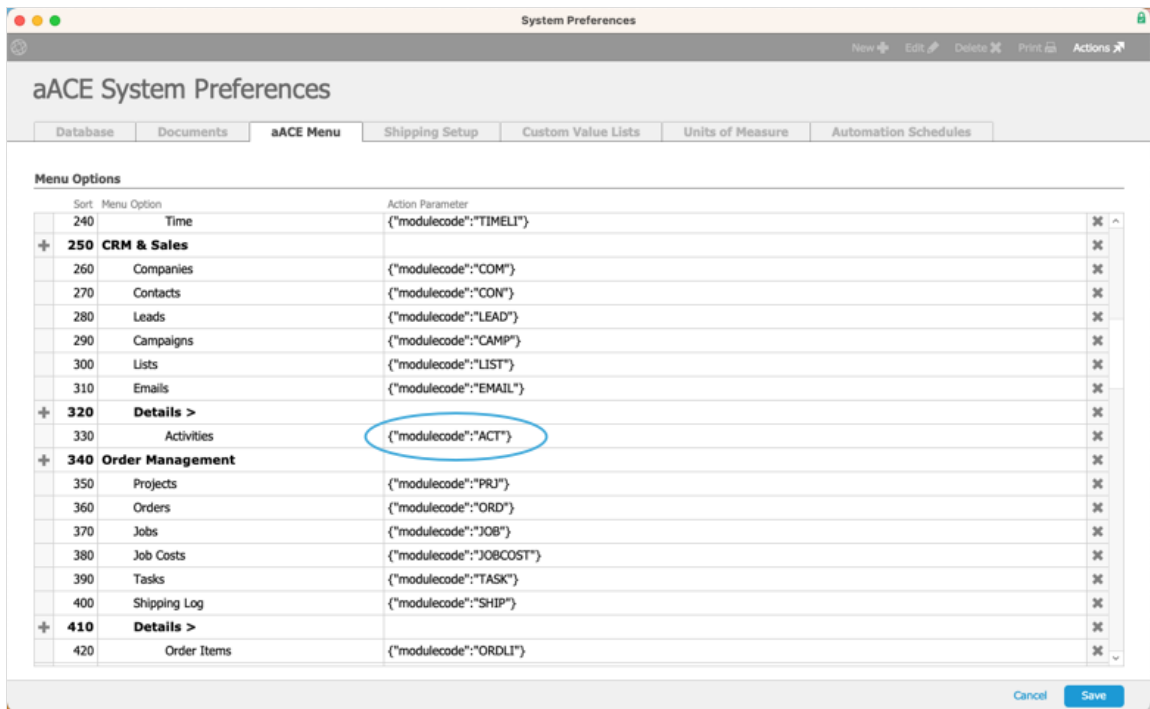 System Preferences
New Edit Delete Print Actions
aACE System Preferences
Database Documents aACE Menu Shipping Setup Custom Value Lists Units of Measure Automation Schedules
Menu Options
Sort Menu Option Action Parameter
240 Time {"modulecode":"TIMELI"}
250 CRM & Sales
260 Companies {"modulecode":"COM"}
270 Contacts {"modulecode":"CON"}
280 Leads {"modulecode":"LEAD"}
290 Campaigns {"modulecode":"CAMP"}
300 Lists {"modulecode":"LIST"}
310 Emails {"modulecode":"EMAIL"}
320 Details >
330 Activities {"modulecode":"ACT"}
340 Order Management
350 Projects {"modulecode":"PRJ"}
360 Orders {"modulecode":"ORD"}
370 Jobs {"modulecode":"JOB"}
380 Job Costs {"modulecode":"JOBCOST"}
390 Tasks {"modulecode":"TASK"}
400 Shipping Log {"modulecode":"SHIP"}
410 Details >
420 Order Items {"modulecode":"ORDLI"}
Cancel Save